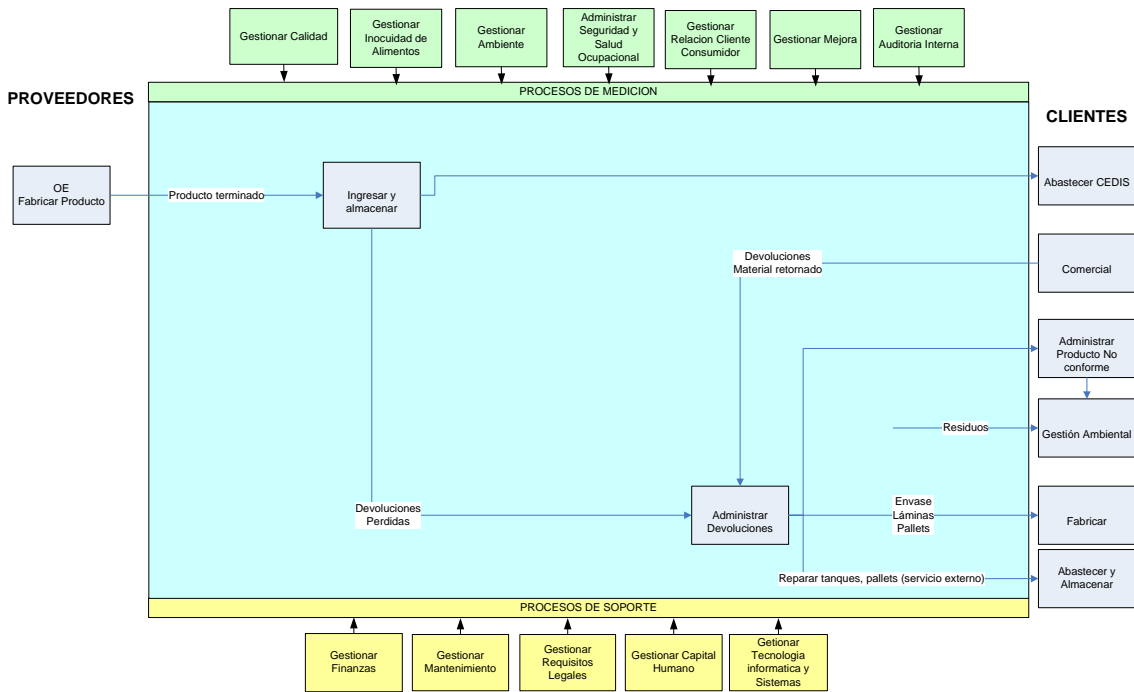 Gestionar Calidad
Gestionar
Inocuidad de
Alimentos
Gestionar
Ambiente
Administrar
Seguridad y
Salud
Ocupacional
Gestionar
Relacion Cliente
Consumidor
Gestionar Mejora
Gestionar
Auditoria Interna
PROCESOS DE MEDICION
PROVEEDORES
CLIENTES
OE
Fabricar Producto
Producto terminado
Ingresar y
almacenar
Abastecer CEDIS
Devoluciones
Material retornado
Comercial
Administrar
Producto No
conforme
Residuos
Gestión Ambiental
Devoluciones
Perdidas
Administrar
Devoluciones
Envase
Láminas
Pallets
Fabricar
Reparar tanques, pallets (servicio externo)
Abastecer y
Almacenar
PROCESOS DE SOPORTE
Gestionar
Finanzas
Gestionar
Mantenimiento
Gestionar
Requisitos
Legales
Gestionar Capital
Humano
Getionar
Tecnologia
informatica y
Sistemas